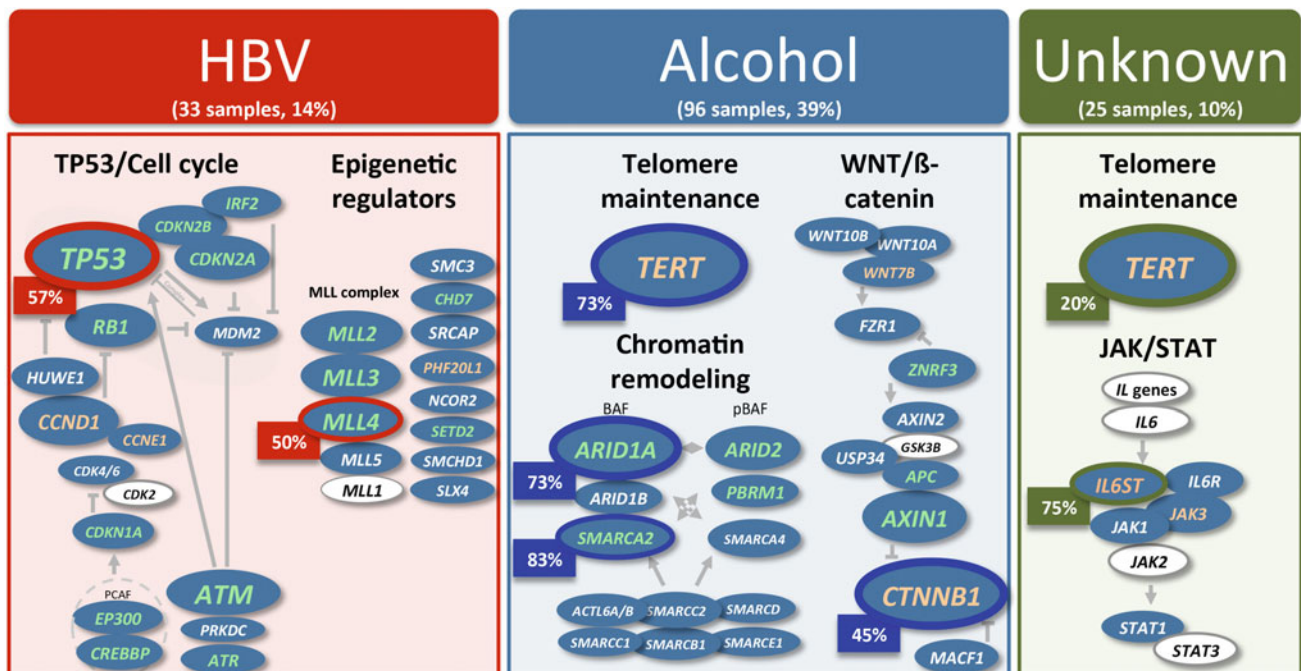 HBV
(33 samples, 14%)
TP53/Cell cycle
IRF2
CDKN2B
TP53
CDKN2A
57%
RB1
MDM2
HUWE1
CCND1
CCNE1
CDK4/6
CDK2
CDKN1A
PCAF
EP300
CREBBP
ATM
PRKDC
ATR
Epigenetic
regulators
MLL complex
MLL2
MLL3
MLL4
50%
MLL5
MLL1
SMC3
CHD7
SRCAP
PHF20L1
NCOR2
SETD2
SMCHD1
SLX4
Alcohol
(96 samples, 39%)
Telomere
maintenance
TERT
73%
Chromatin
remodeling
BAF
pBAF
ARID1A
ARID2
73%
ARID1B
PBRM1
SMARCA2
SMARCA4
83%
ACTL6A/B
SMARCC2
SMARCD
SMARCC1
SMARCB1
SMARCE1
WNT/ß-
catenin
WNT10B
WNT10A
WNT7B
FZR1
ZNRF3
AXIN2
GSK3B
USP34
APC
AXIN1
CTNNB1
45%
MACF1
Unknown
(25 samples, 10%)
Telomere
maintenance
TERT
20%
JAK/STAT
IL genes
IL6
IL6ST
IL6R
75%
JAK3
JAK1
JAK2
STAT1
STAT3